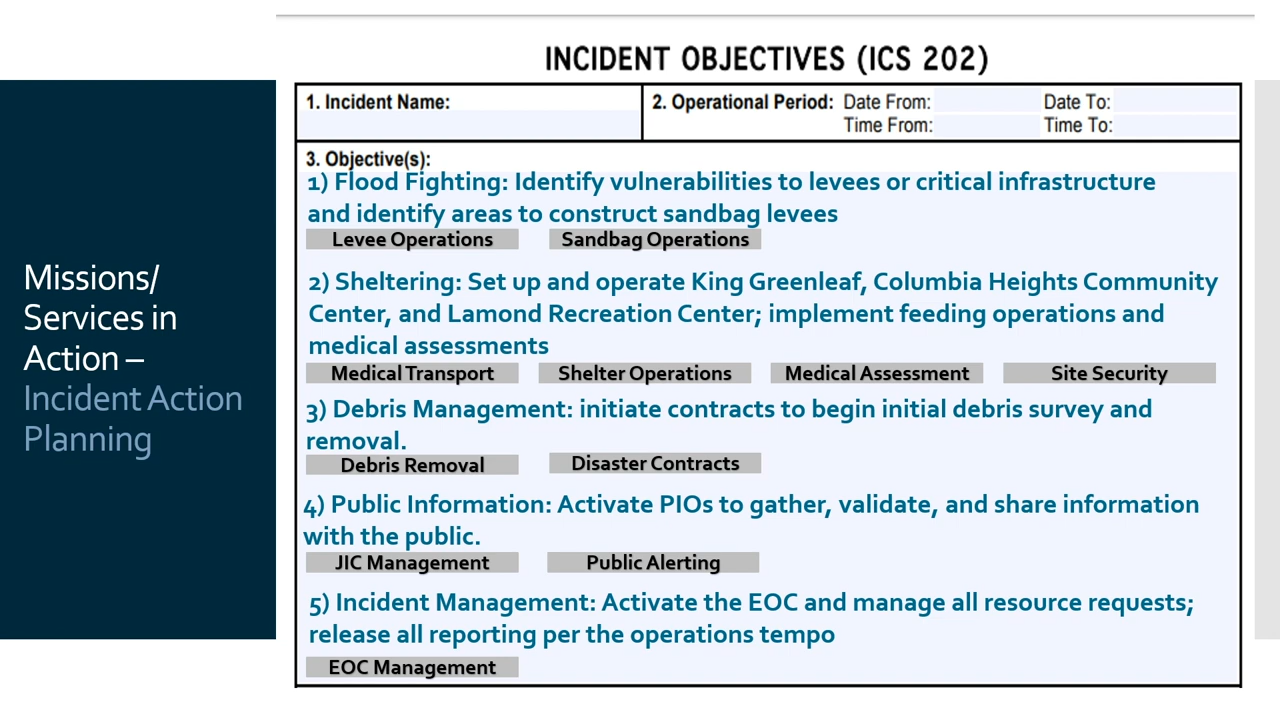 Missions/
Services in
Action –
Incident Action
Planning
INCIDENT OBJECTIVES (ICS 202)
1. Incident Name:
2. Operational Period: Date From: Date To:
Time From: Time To:
3. Objective(s):
1) Flood Fighting: Identify vulnerabilities to levees or critical infrastructure
and identify areas to construct sandbag levees
Levee Operations Sandbag Operations
2) Sheltering: Set up and operate King Greenleaf, Columbia Heights Community
Center, and Lamond Recreation Center; implement feeding operations and
medical assessments
Medical Transport Shelter Operations Medical Assessment Site Security
3) Debris Management: initiate contracts to begin initial debris survey and
removal.
Debris Removal Disaster Contracts
4) Public Information: Activate PIOs to gather, validate, and share information
with the public.
JIC Management Public Alerting
5) Incident Management: Activate the EOC and manage all resource requests;
release all reporting per the operations tempo
EOC Management